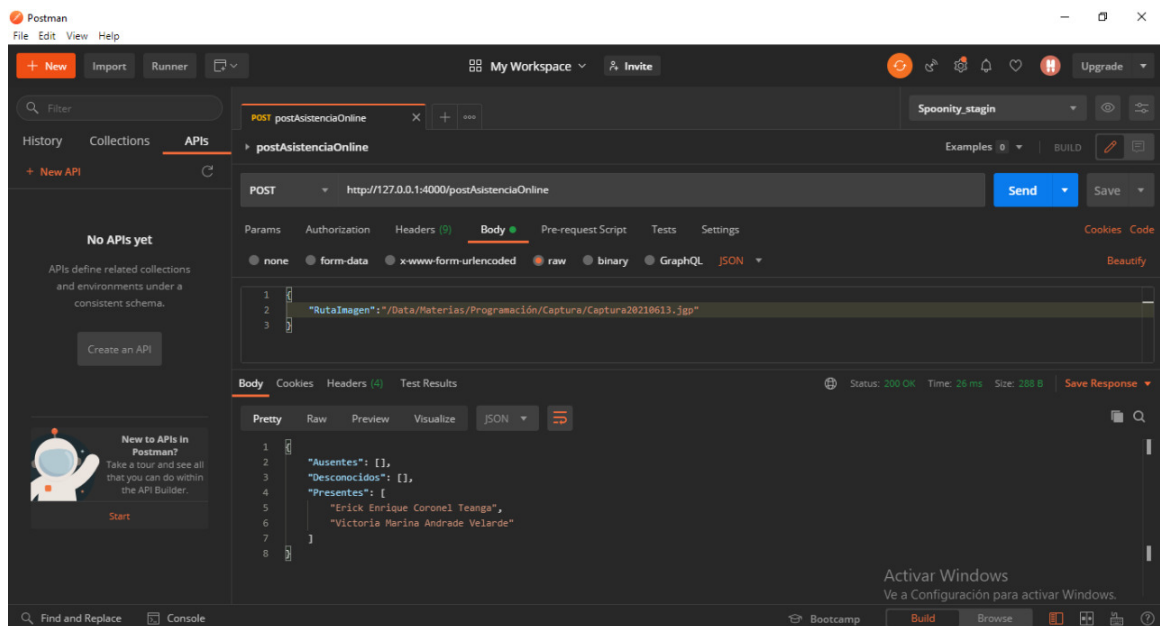 Postman
File Edit View Help
+ New Import Runner My Workspace Invite Upgrade
Filter
History Collections APIs
+ New API
No APIs yet
APIs define related collections
and environments under a
consistent schema.
Create an API
New to APIs in
Postman?
Take a tour and see all
that you can do within
the API Builder.
Start
POST postAsistenciaOnline Spoonity_stagin
postAsistenciaOnline Examples 0 BUILD
POST http://127.0.0.1:4000/postAsistenciaOnline Send Save
Params Authorization Headers (9) Body Pre-request Script Tests Settings Cookies Code
none form-data x-www-form-urlencoded raw binary GraphQL JSON Beautify
1 {
2 "RutaImagen":"/Data/Materias/Programación/Captura/Captura20210613.jgp"
3 }
Body Cookies Headers (4) Test Results Status: 200 OK Time: 26 ms Size: 288 B Save Response
Pretty Raw Preview Visualize JSON
1 {
2 "Ausentes": [],
3 "Desconocidos": [],
4 "Presentes": [
5 "Erick Enrique Coronel Teanga",
6 "Victoria Marina Andrade Velarde"
7 ]
8 }
Activar Windows
Ve a Configuración para activar Windows.
Find and Replace Console Bootcamp Build Browse